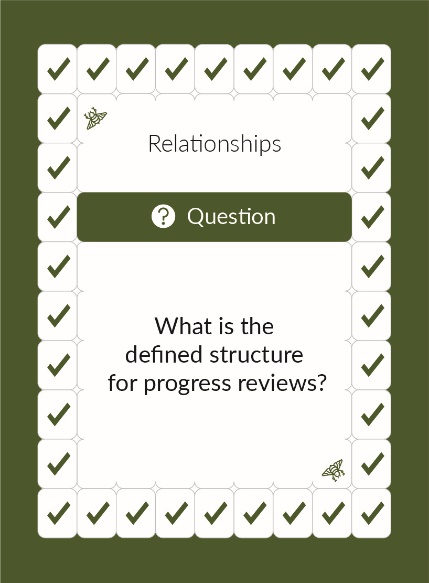 Relationships
? Question
What is the
defined structure
for progress reviews?